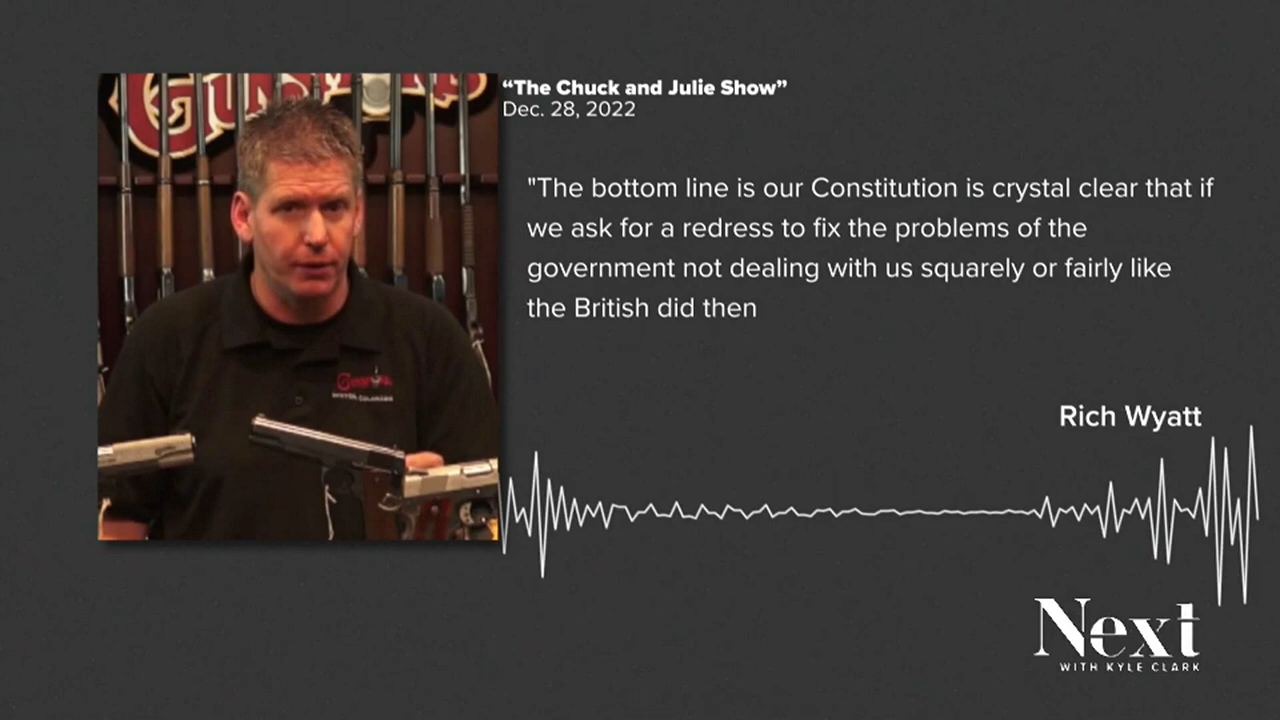 “The Chuck and Julie Show”
Dec. 28, 2022
"The bottom line is our Constitution is crystal clear that if
we ask for a redress to fix the problems of the
government not dealing with us squarely or fairly like
the British did then
Rich Wyatt
Next
WITH KYLE CLARK